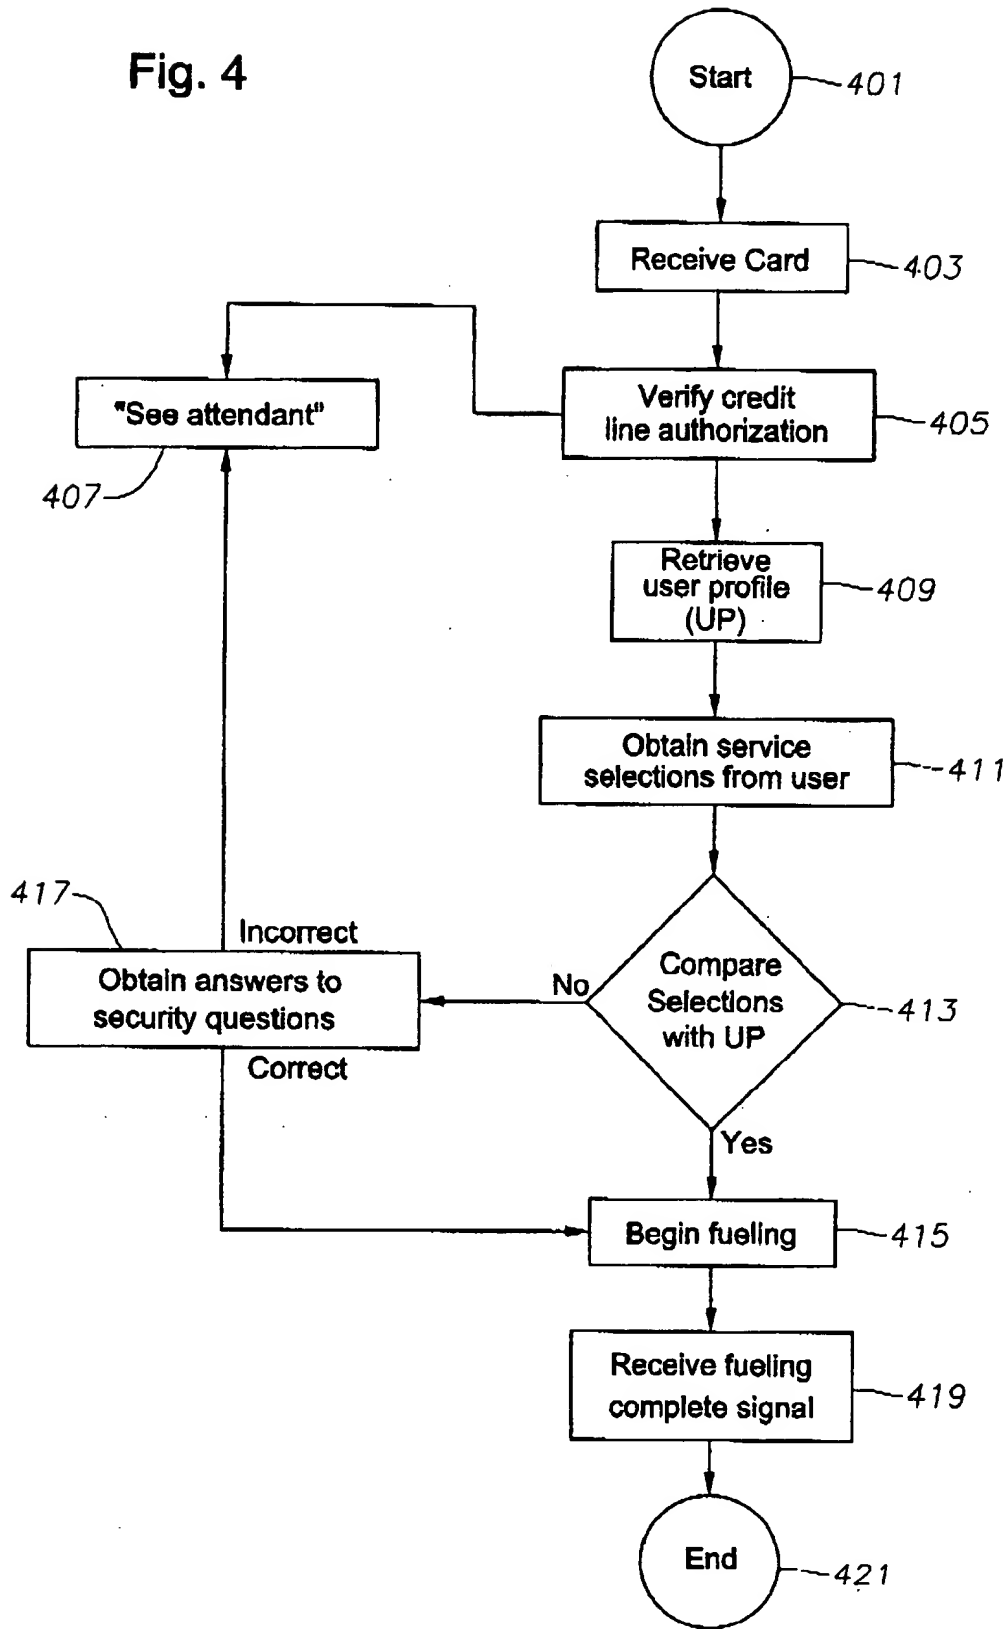 Fig. 4
Start
401
Receive Card
403
"See attendant"
407
Verify credit
line authorization
405
Retrieve
user profile
(UP)
409
Obtain service
selections from user
411
417
Incorrect
Obtain answers to
security questions
Correct
No
Compare
Selections
with UP
413
Yes
Begin fueling
415
Receive fueling
complete signal
419
End
421